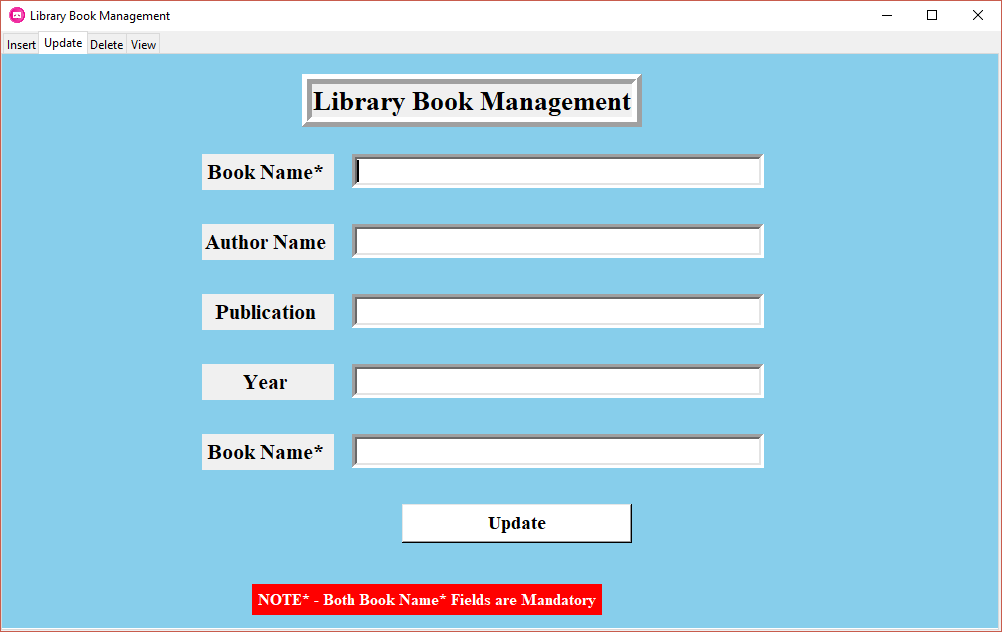 Library Book Management
Insert Update Delete View
Library Book Management
Book Name*
Author Name
Publication
Year
Book Name*
Update
NOTE* - Both Book Name* Fields are Mandatory